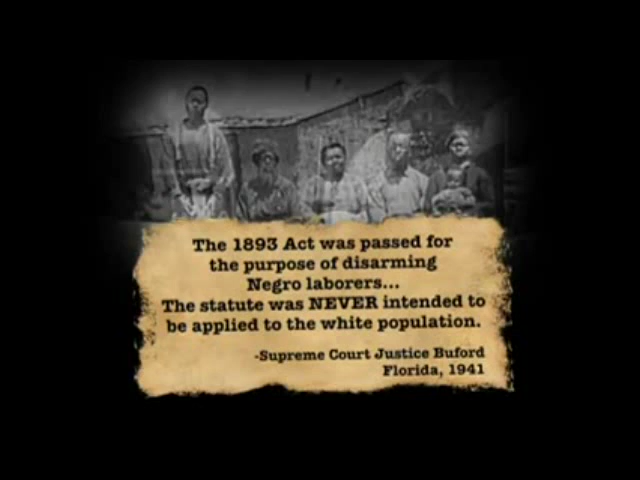 The 1893 Act was passed for
the purpose of disarming
Negro laborers...
The statute was NEVER intended to
be applied to the white population.
-Supreme Court Justice Buford
Florida, 1941